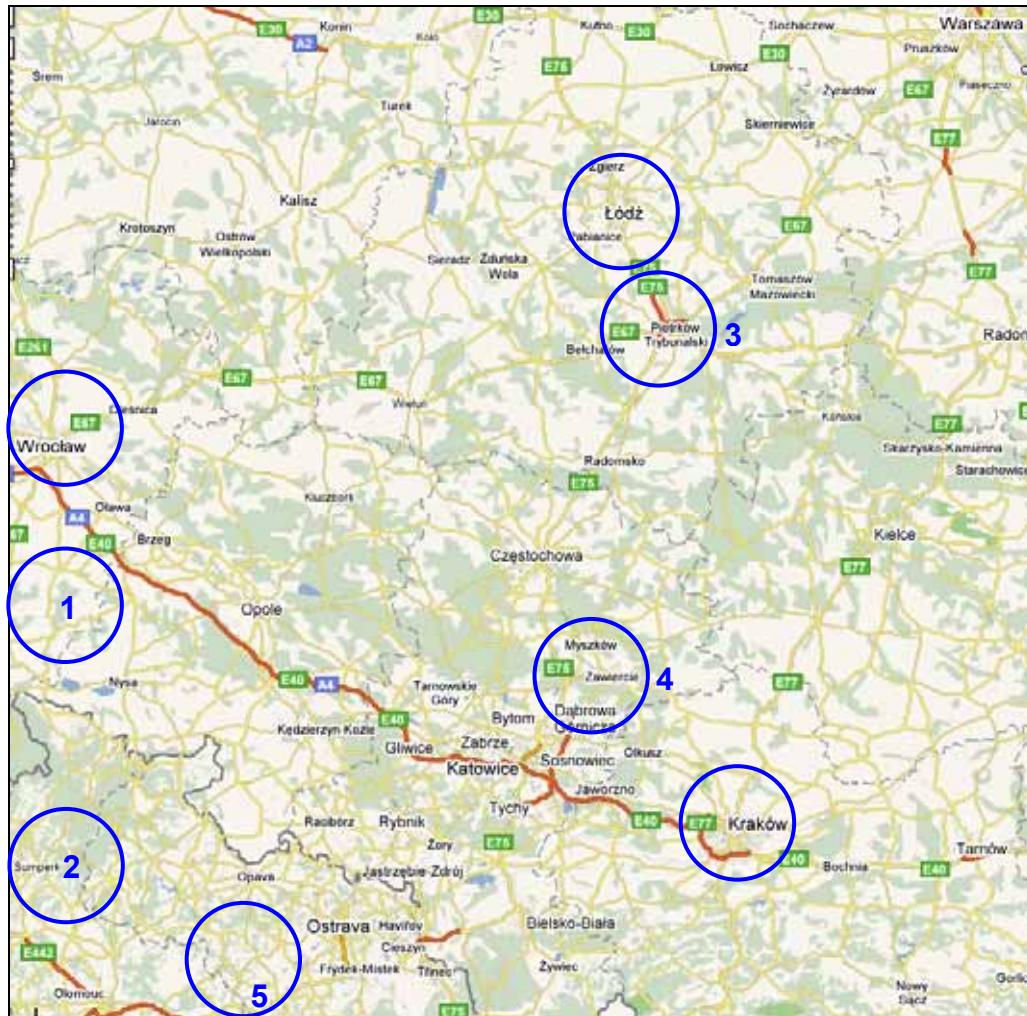 E30
Konin
A2
Koło
E30
Kutno
E30
Sochaczew
Warszawa
Pruszków
E75
Łowicz
E30
Śrem
Żyrardów
E67
Piaseczno
Turek
Jarocin
Skierniewice
E77
Zgierz
Kalisz
Łódź
Krotoszyn
Ostrów
Wielkopolski
Pabianice
E67
Sieradz
Zduńska
Wola
E77
E75
Tomaszów
Mazowiecki
E67
Piotrków
Trybunalski
3
Bełchatów
E261
Radom
E67
E67
Wieluń
Oleśnica
E67
Końskie
E77
Wrocław
Skarżysko-Kamienna
Radomsko
Starachowice
E75
Kluczbork
Oława
A4
E40
Brzeg
67
Kielce
Częstochowa
E77
1
Opole
Myszków
E75
Zawiercie
4
Nysa
E40
A4
Tarnowskie
Góry
E77
Dąbrowa
Górnicza
E40
Bytom
Kędzierzyn Koźle
Gliwice
Zabrze
Olkusz
Katowice
Sosnowiec
Jaworzno
Tychy
Racibórz
Rybnik
E40
E77
Kraków
Żory
E75
Tarnów
E40
Bochnia
E40
Sumperk
2
Opava
Jastrzębie-Zdrój
Ostrava
Havířov
Bielsko-Biała
Cieszyn
E442
Frýdek-Místek
Třinec
Żywiec
Olomouc
5
Nowy
Sącz
Gorlic
E75